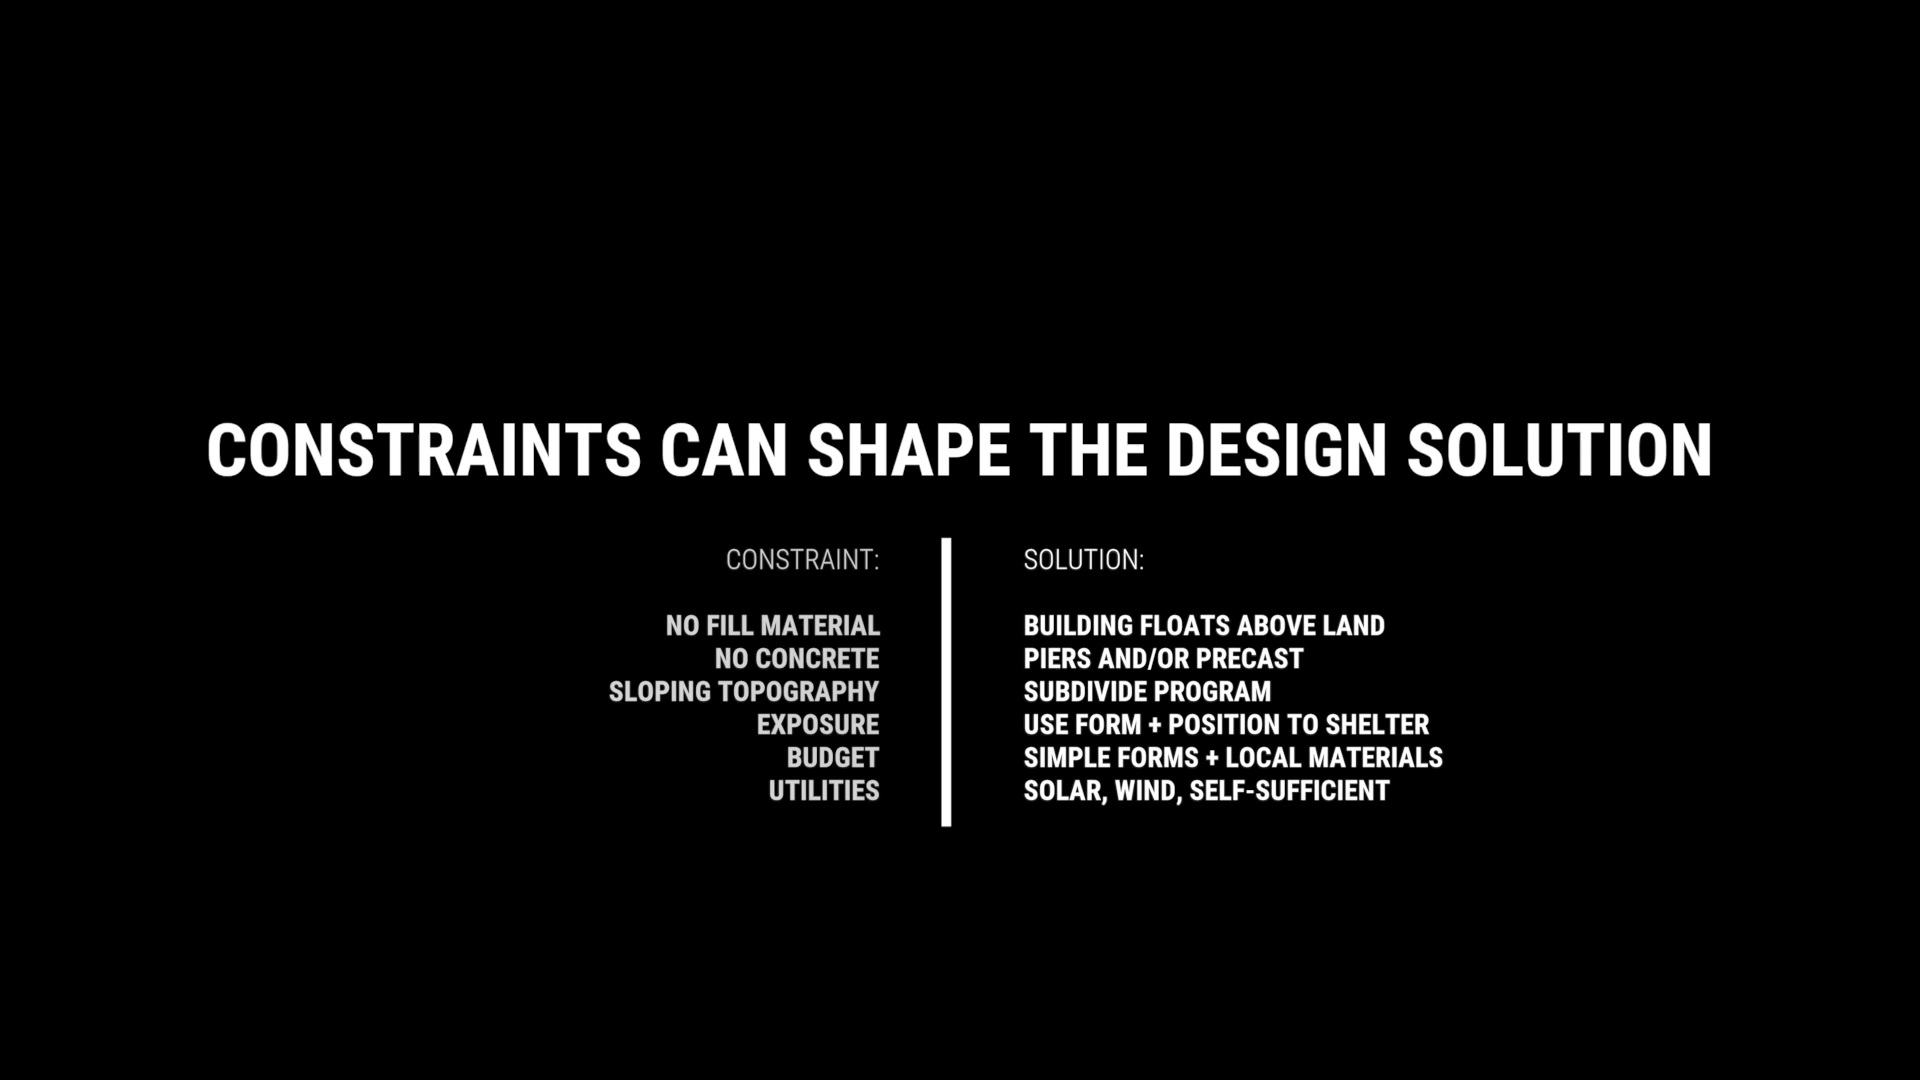 CONSTRAINTS CAN SHAPE THE DESIGN SOLUTION
CONSTRAINT:
NO FILL MATERIAL
NO CONCRETE
SLOPING TOPOGRAPHY
EXPOSURE
BUDGET
UTILITIES
SOLUTION:
BUILDING FLOATS ABOVE LAND
PIERS AND/OR PRECAST
SUBDIVIDE PROGRAM
USE FORM + POSITION TO SHELTER
SIMPLE FORMS + LOCAL MATERIALS
SOLAR, WIND, SELF-SUFFICIENT